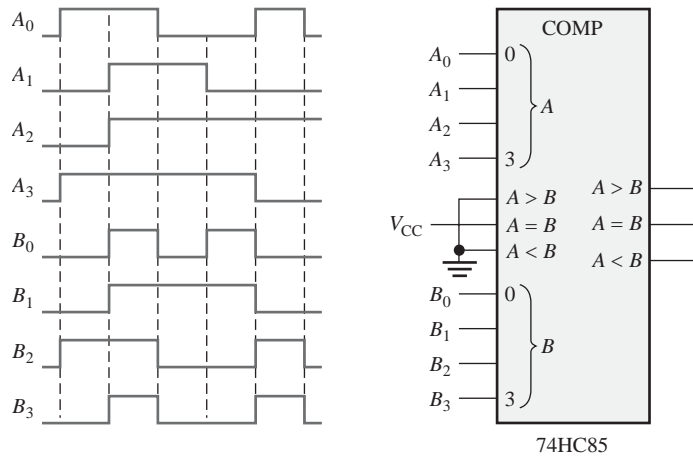 A0
A1
A2
A3
B0
B1
B2
B3
COMP
A0 0
A1
A
A2
A3 3
A > B A > B
VCC A = B A = B
A < B A < B
B0 0
B1
B
B2
B3 3
74HC85